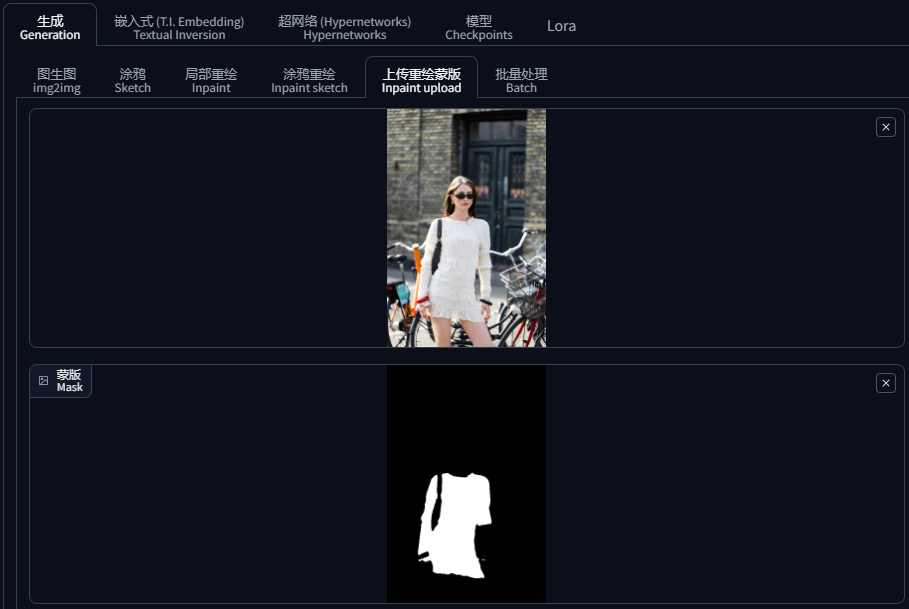 生成
Generation
嵌入式 (T.I. Embedding)
Textual Inversion
超网络 (Hypernetworks)
Hypernetworks
模型
Checkpoints
Lora
图生图
img2img
涂鸦
Sketch
局部重绘
Inpaint
涂鸦重绘
Inpaint sketch
上传重绘蒙版
Inpaint upload
批量处理
Batch
蒙版
Mask